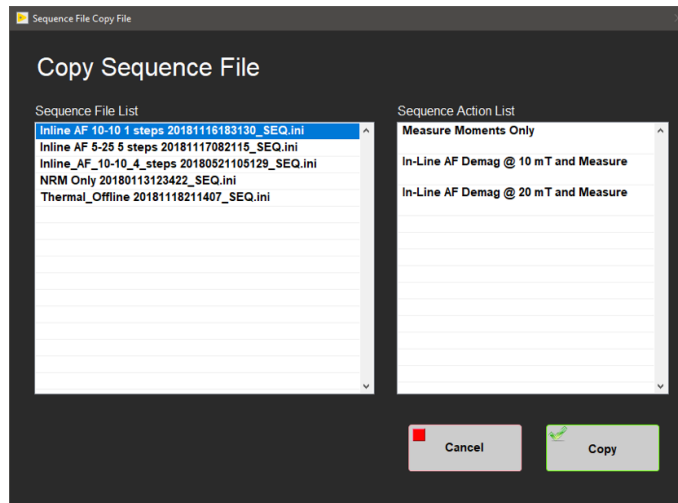 Sequence File Copy File
Copy Sequence File
Sequence File List
Inline AF 10-10 1 steps 20181116183130_SEQ.ini
Inline AF 5-25 5 steps 20181117082115_SEQ.ini
Inline_AF_10-10_4_steps 20180521105129_SEQ.ini
NRM Only 20180113123422_SEQ.ini
Thermal_Offline 20181118211407_SEQ.ini
Sequence Action List
Measure Moments Only
In-Line AF Demag @ 10 mT and Measure
In-Line AF Demag @ 20 mT and Measure
Cancel
Copy